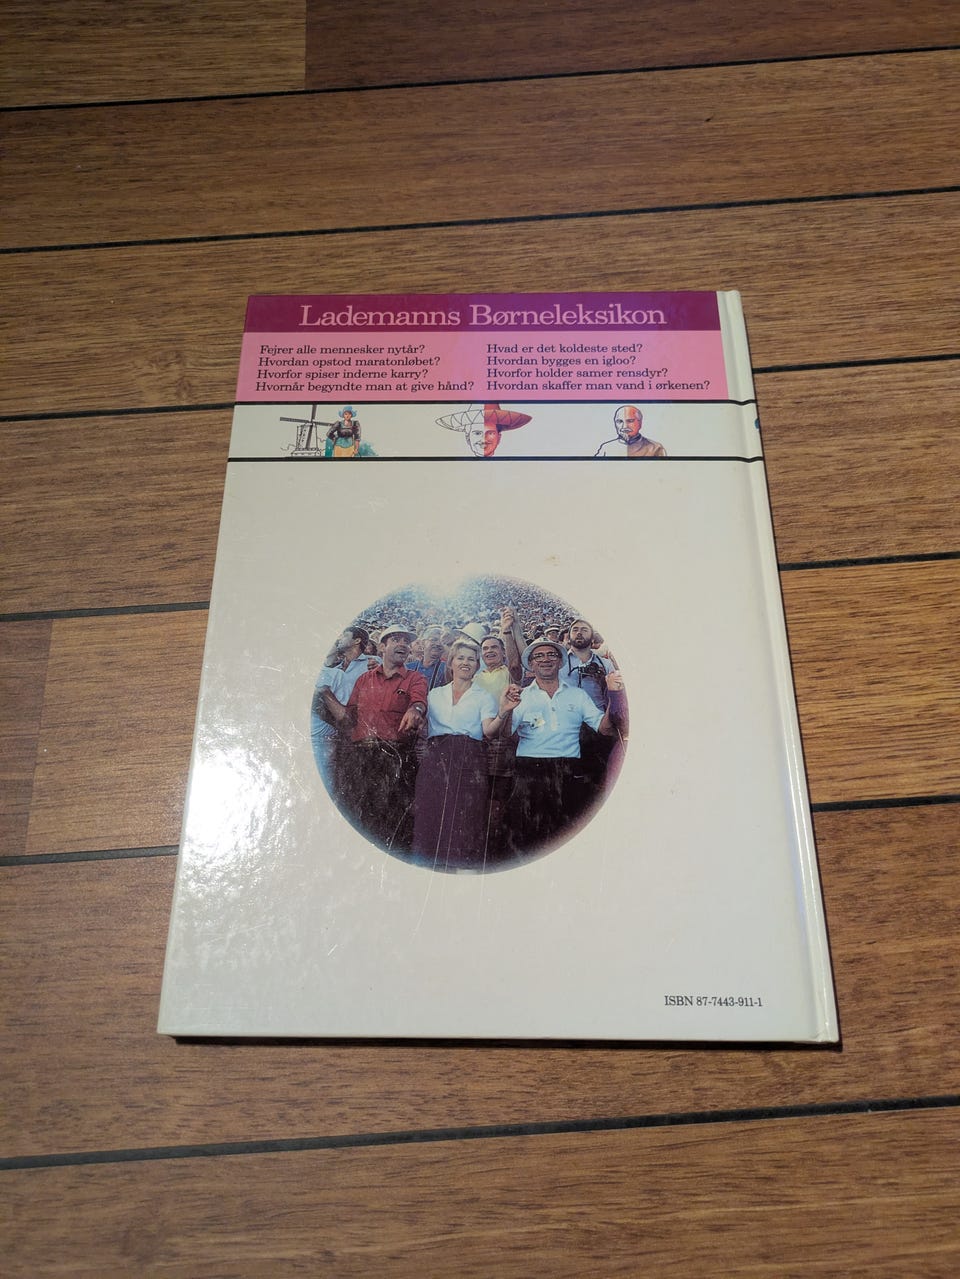 Lademanns Børneleksikon
Fejrer alle mennesker nytår?
Hvordan opstod maratonløbet?
Hvorfor spiser inderne karry?
Hvornår begyndte man at give hånd?
Hvad er det koldeste sted?
Hvordan bygges en igloo?
Hvorfor holder samer rensdyr?
Hvordan skaffer man vand i ørkenen?
ISBN 87-7443-911-1